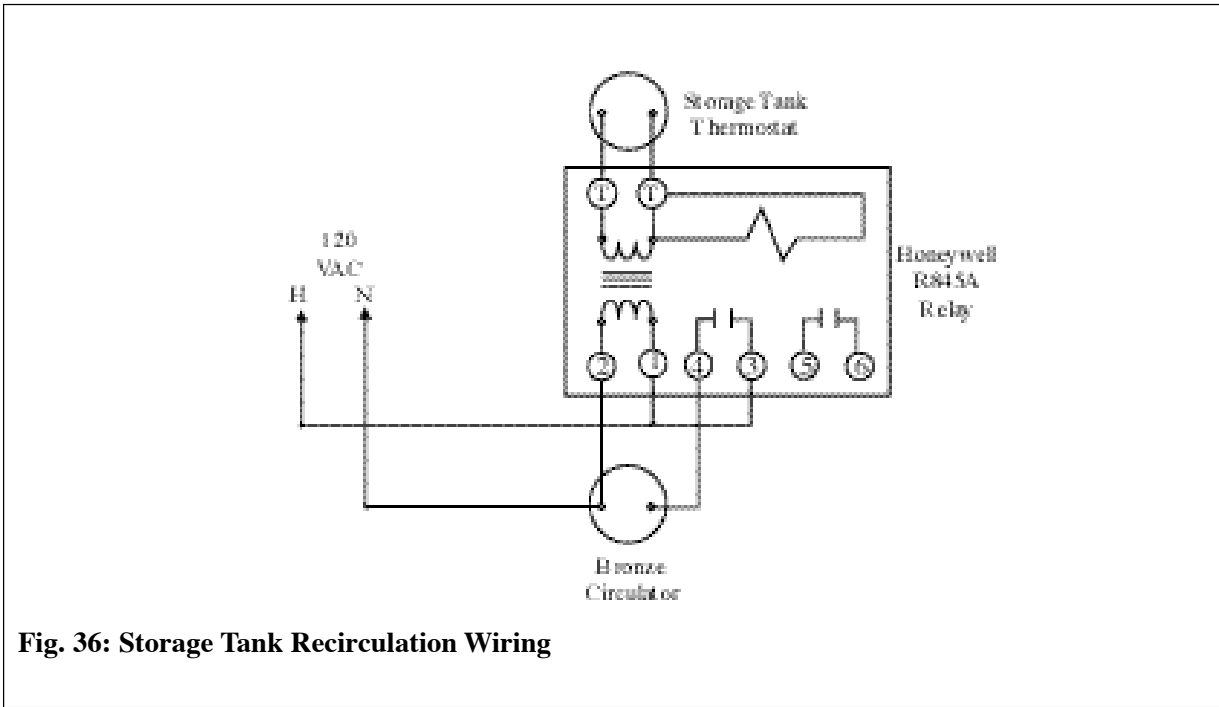 Storage Tank
Thermostat
T T
120
VAC
H N
Honeywell
R845A
Relay
2 1 4 3 5 6
Bronze
Circulator
Fig. 36: Storage Tank Recirculation Wiring